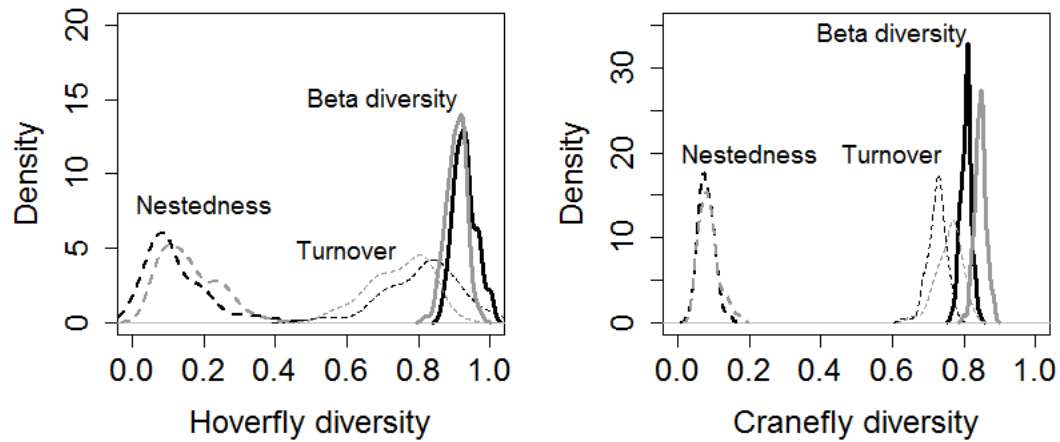 20
15
10
5
0
Density
Beta diversity
Nestedness
Turnover
0.0 0.2 0.4 0.6 0.8 1.0
Hoverfly diversity
30
20
10
0
Density
Beta diversity
Nestedness Turnover
0.0 0.2 0.4 0.6 0.8 1.0
Cranefly diversity